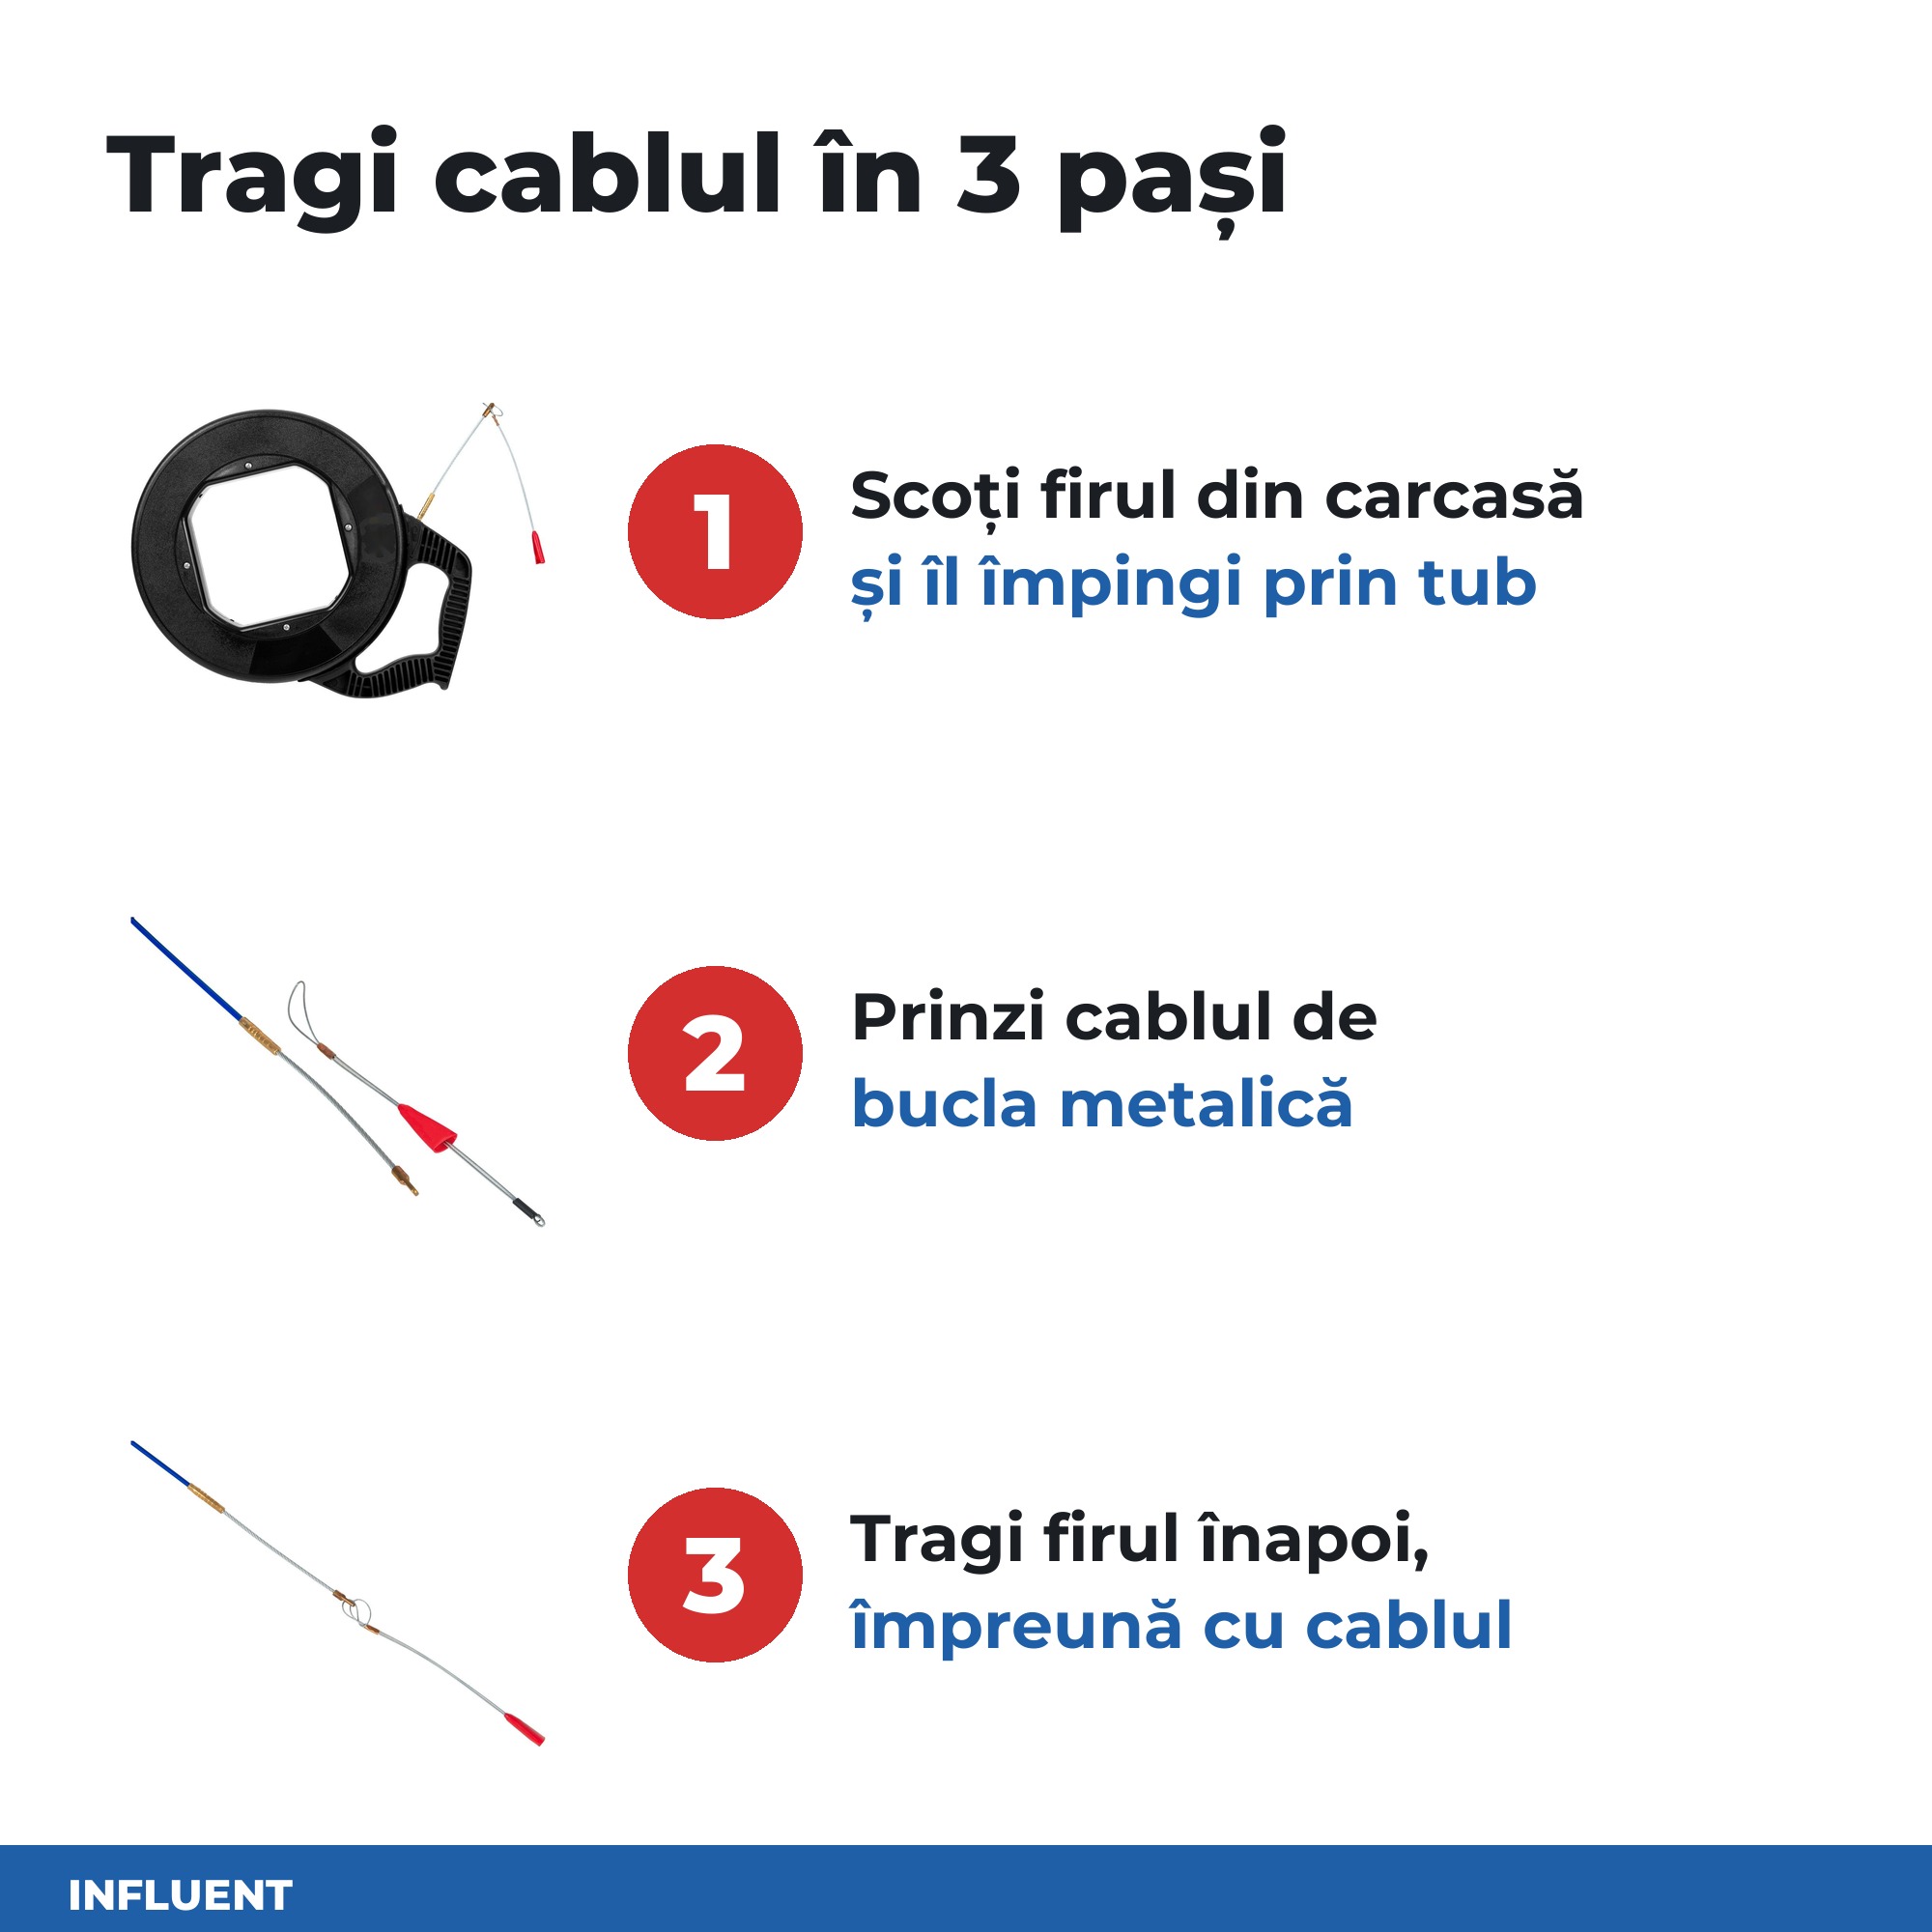 Tragi cablul în 3 pași
1
Scoți firul din carcasă
și îl împingi prin tub
2
Prinzi cablul de
bucla metalică
3
Tragi firul înapoi,
împreună cu cablul
INFLUENT